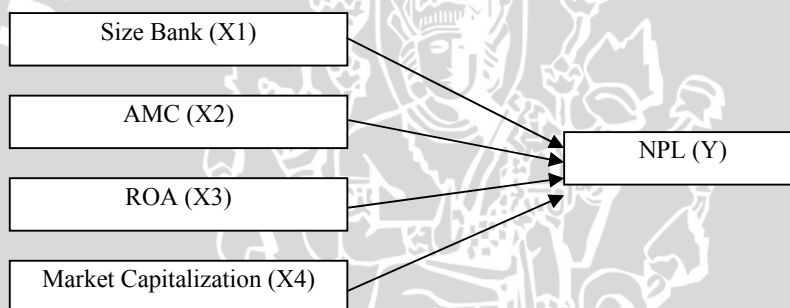 Size Bank (X1)
AMC (X2)
NPL (Y)
ROA (X3)
Market Capitalization (X4)